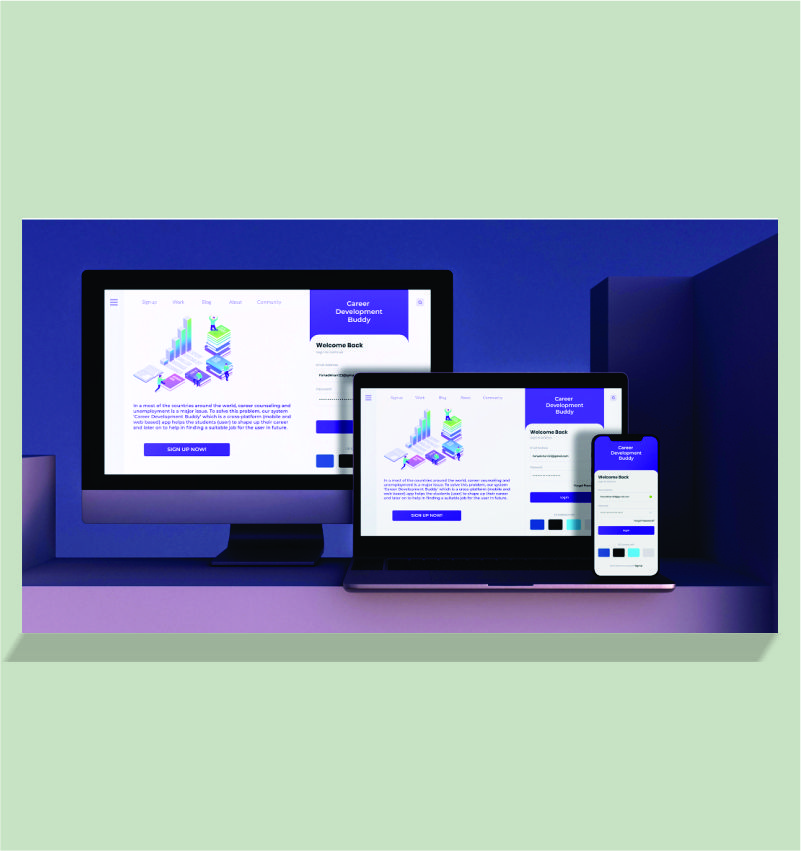 Sign up Work Blog About Community
Career
Development
Buddy
Welcome Back
Sign in to continue
Email Address
Password
In a most of the countries around the world, career counseling and
unemployment is a major issue. To solve this problem, our system
'Career Development Buddy' which is a cross-platform (mobile and
web based) app helps the students (user) to shape up their career
and later on to help in finding a suitable job for the user in future.
SIGN UP NOW!
Sign up Work Blog About Community
Career
Development
Buddy
Welcome Back
Password
In a most of the countries around the world, career counseling and
unemployment is a major issue. To solve this problem, our system
'Career Development Buddy' which is a cross-platform (mobile and
web based) app helps the students (user) to shape up their career
and later on to help in finding a suitable job for the user in future.
SIGN UP NOW!
Log in
Career
Development
Buddy
Welcome Back
Forgot Password?
Log in
Sign up